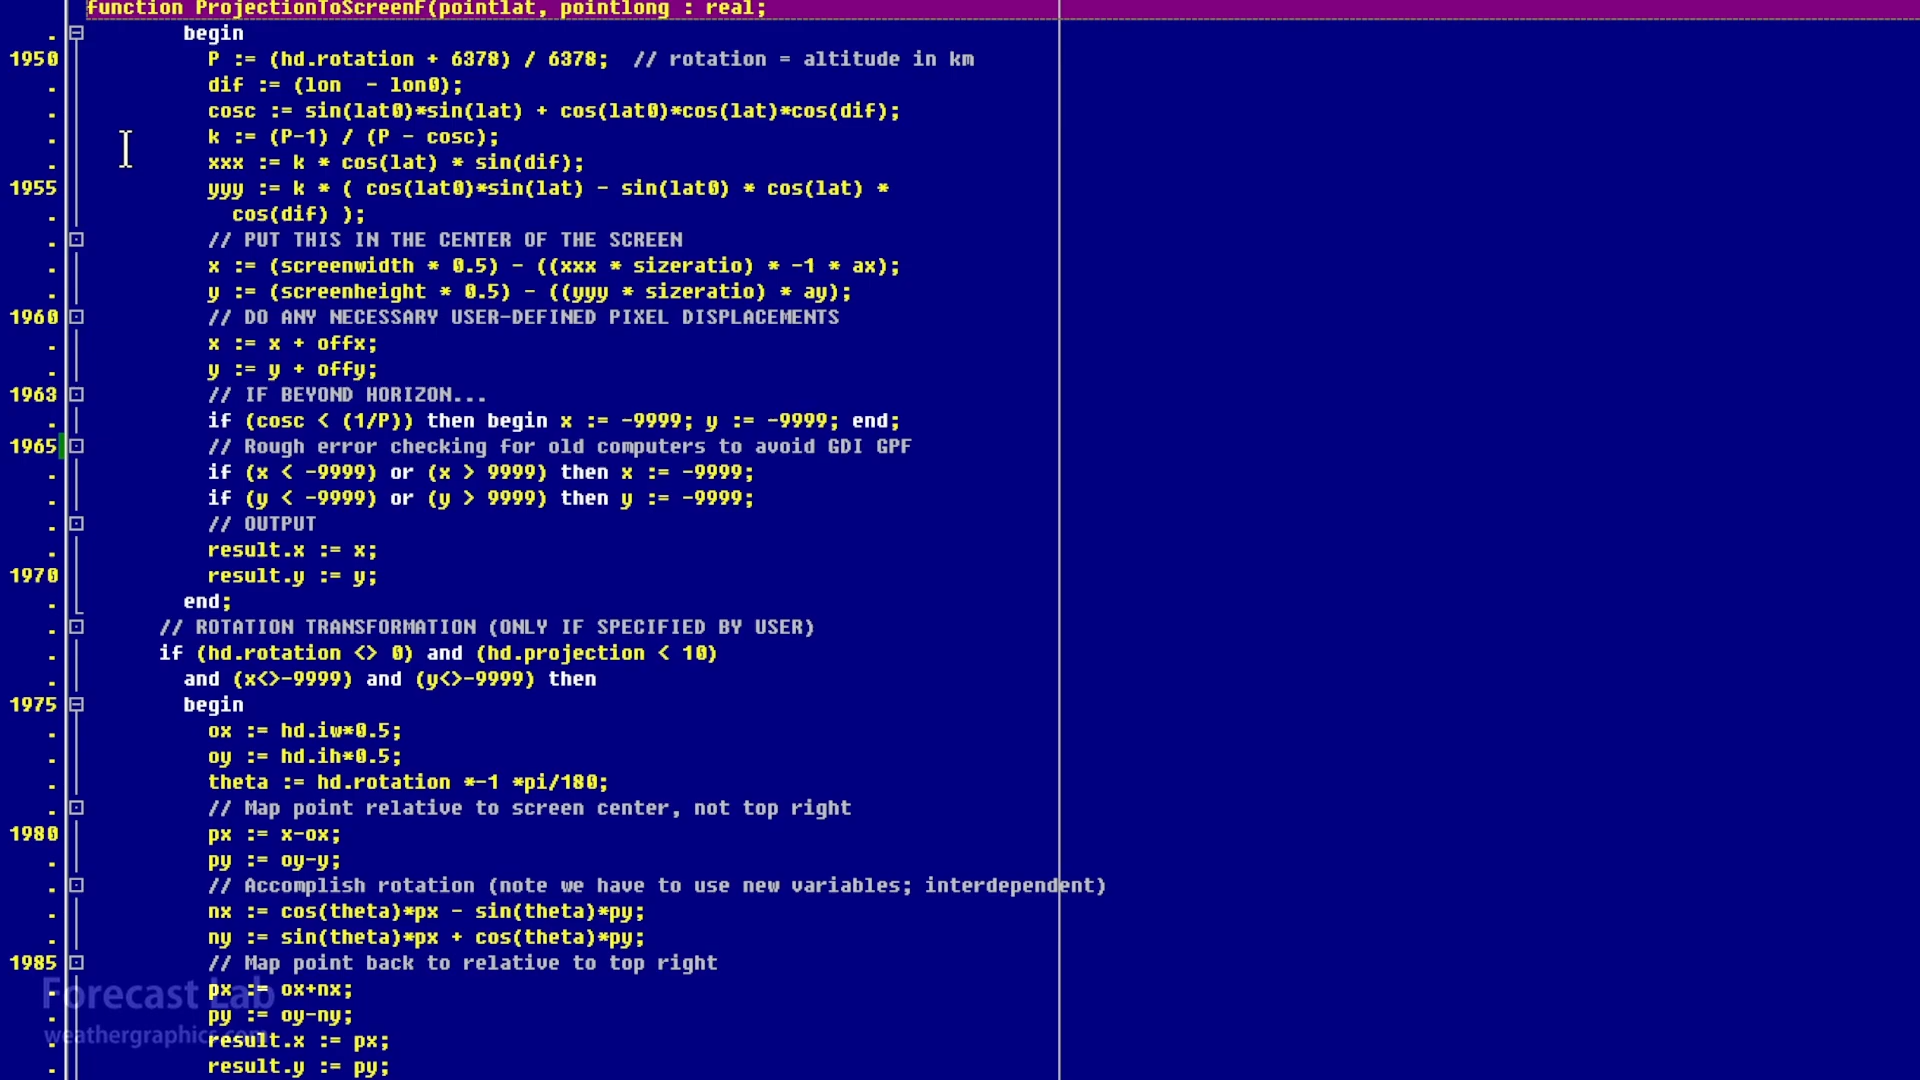 function ProjectionToScreenF(pointlat, pointlong : real;
begin
1950 P := (hd.rotation + 6378) / 6378;  // rotation = altitude in km
dif := (lon  - lon0);
cosc := sin(lat0)*sin(lat) + cos(lat0)*cos(lat)*cos(dif);
k := (P-1) / (P - cosc);
xxx := k * cos(lat) * sin(dif);
1955 yyy := k * ( cos(lat0)*sin(lat) - sin(lat0) * cos(lat) *
cos(dif) );
// PUT THIS IN THE CENTER OF THE SCREEN
x := (screenwidth * 0.5) - ((xxx * sizeratio) * -1 * ax);
y := (screenheight * 0.5) - ((yyy * sizeratio) * ay);
1960 // DO ANY NECESSARY USER-DEFINED PIXEL DISPLACEMENTS
x := x + offx;
y := y + offy;
1963 // IF BEYOND HORIZON...
if (cosc < (1/P)) then begin x := -9999; y := -9999; end;
1965 // Rough error checking for old computers to avoid GDI GPF
if (x < -9999) or (x > 9999) then x := -9999;
if (y < -9999) or (y > 9999) then y := -9999;
// OUTPUT
result.x := x;
1970 result.y := y;
end;
// ROTATION TRANSFORMATION (ONLY IF SPECIFIED BY USER)
if (hd.rotation <> 0) and (hd.projection < 10)
and (x<>-9999) and (y<>-9999) then
1975 begin
ox := hd.iw*0.5;
oy := hd.ih*0.5;
theta := hd.rotation *-1 *pi/180;
// Map point relative to screen center, not top right
1980 px := x-ox;
py := oy-y;
// Accomplish rotation (note we have to use new variables; interdependent)
nx := cos(theta)*px - sin(theta)*py;
ny := sin(theta)*px + cos(theta)*py;
1985 // Map point back to relative to top right
px := ox+nx;
py := oy-ny;
result.x := px;
result.y := py;
Forecast Lab
weathergraphics.com